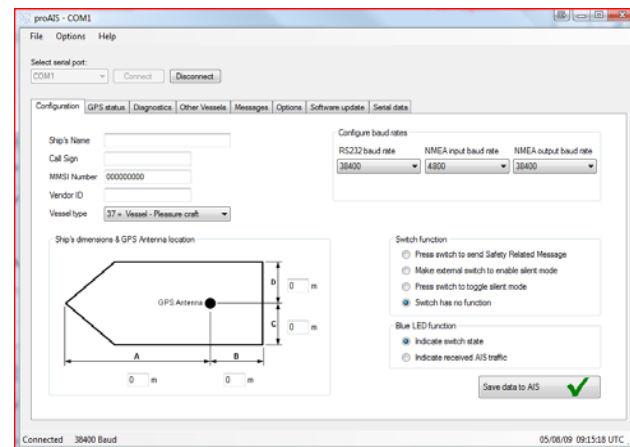 proAIS - COM1
File Options Help
Select serial port:
COM1 Connect Disconnect
Configuration GPS status Diagnostics Other Vessels Messages Options Software update Serial data
Ship's Name
Call Sign
MMSI Number 000000000
Vendor ID
Vessel type 37 + Vessel - Pleasure craft
Configure baud rates
RS232 baud rate NMEA input baud rate NMEA output baud rate
38400 4800 38400
Ship's dimensions & GPS Antenna location
GPS Antenna
D 0 m
C 0 m
A B
0 m 0 m
Switch function
Press switch to send Safety Related Message
Make external switch to enable silent mode
Press switch to toggle silent mode
Switch has no function
Blue LED function
Indicate switch state
Indicate received AIS traffic
Save data to AIS
Connected 38400 Baud 05/08/09 09:15:18 UTC